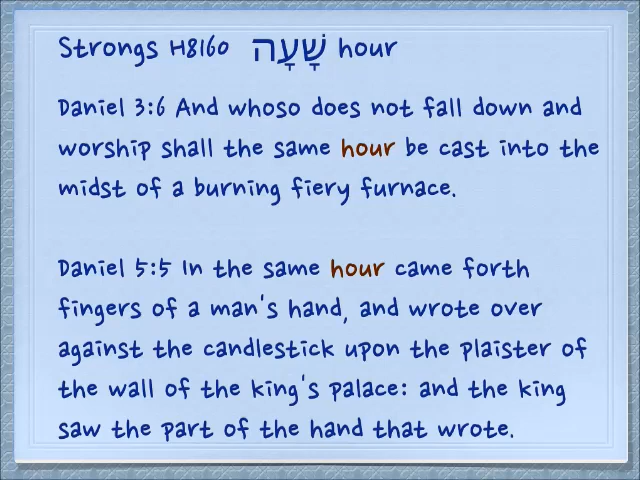 Strongs H8160 שָׁעָה hour
Daniel 3:6 And whoso does not fall down and
worship shall the same hour be cast into the
midst of a burning fiery furnace.
Daniel 5:5 In the same hour came forth
fingers of a man's hand, and wrote over
against the candlestick upon the plaister of
the wall of the king's palace: and the king
saw the part of the hand that wrote.